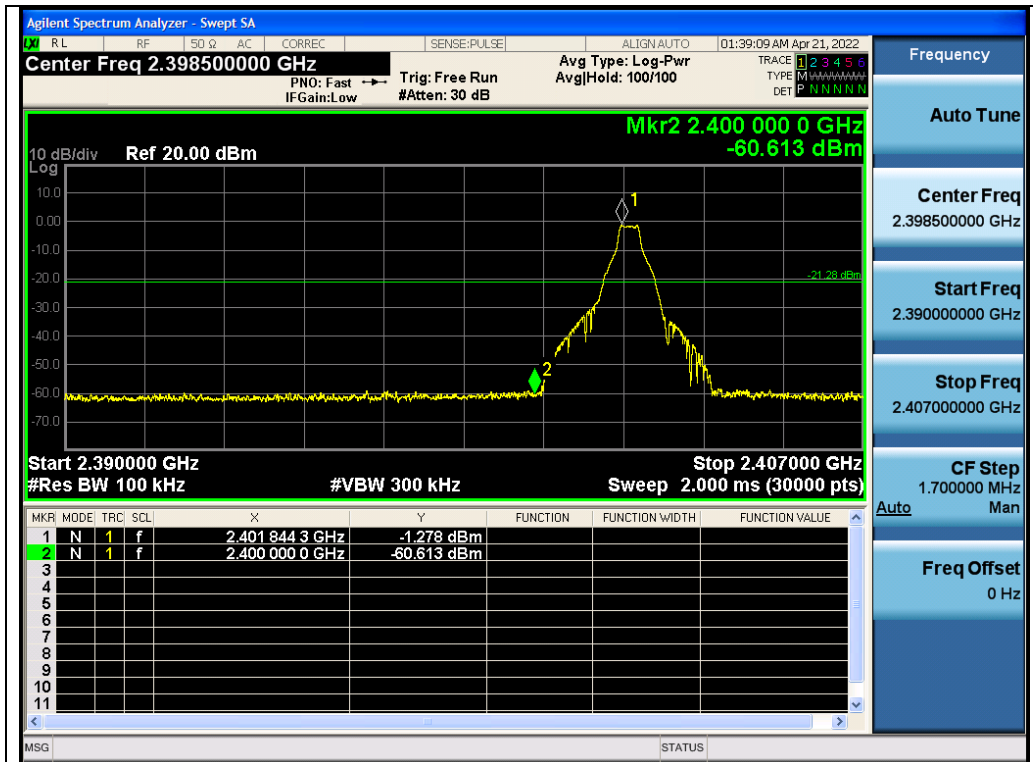 Agilent Spectrum Analyzer - Swept SA
LXI RL RF 50 Ω AC CORREC SENSE:PULSE ALIGN AUTO 01:39:09 AM Apr 21, 2022
Center Freq 2.398500000 GHz
PNO: Fast
IFGain:Low
Trig: Free Run
#Atten: 30 dB
Avg Type: Log-Pwr
Avg|Hold: 100/100
TRACE 1 2 3 4 5 6
TYPE M
DET P N N N N N
Mkr2 2.400 000 0 GHz
-60.613 dBm
10 dB/div Ref 20.00 dBm
Log
10.0
0.00
-10.0
-20.0
-30.0
-40.0
-50.0
-60.0
-70.0
1
-21.28 dBm
2
Start 2.390000 GHz Stop 2.407000 GHz
#Res BW 100 kHz #VBW 300 kHz Sweep 2.000 ms (30000 pts)
MKR MODE TRC SCL X Y FUNCTION FUNCTION WIDTH FUNCTION VALUE
1 N 1 f 2.401 844 3 GHz -1.278 dBm
2 N 1 f 2.400 000 0 GHz -60.613 dBm
3
4
5
6
7
8
9
10
11
MSG STATUS
Frequency
Auto Tune
Center Freq
2.398500000 GHz
Start Freq
2.390000000 GHz
Stop Freq
2.407000000 GHz
CF Step
1.700000 MHz
Auto Man
Freq Offset
0 Hz